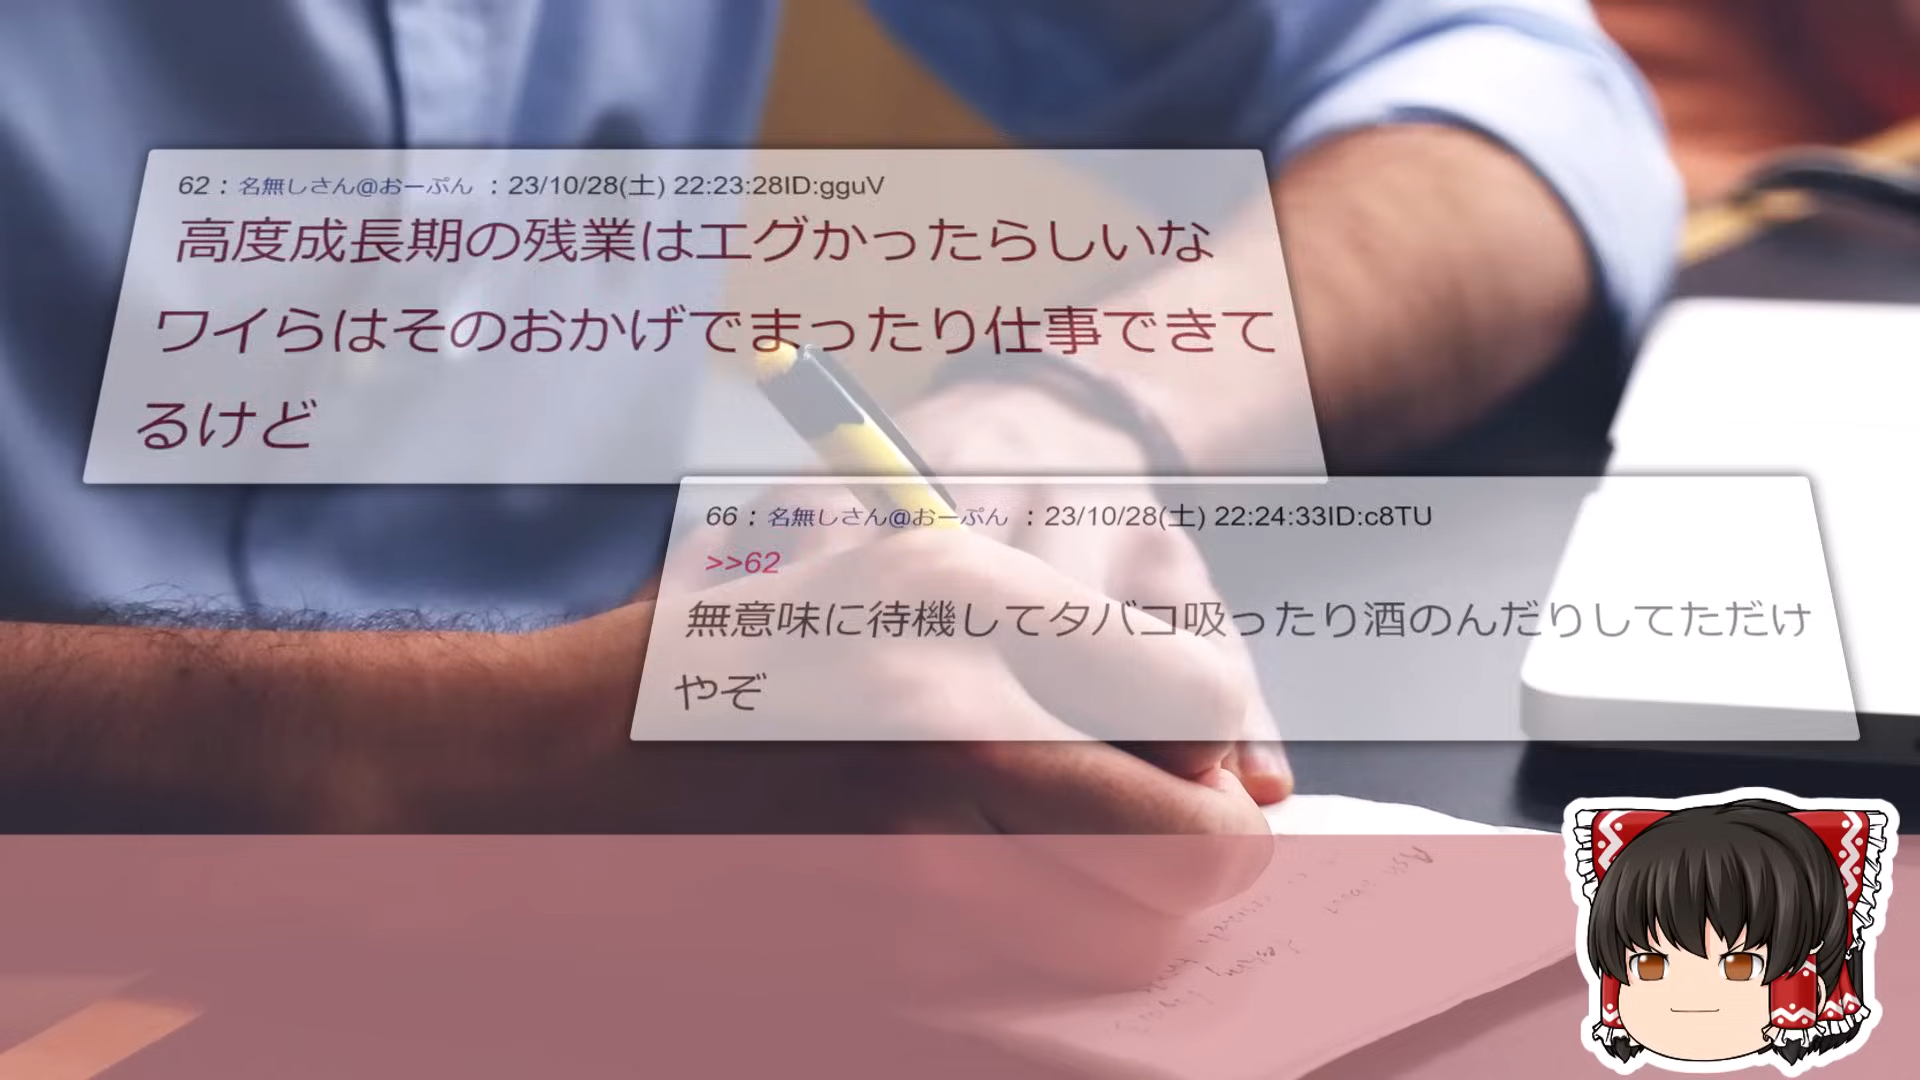 62：名無しさん@おーぷん ：23/10/28(土) 22:23:28ID:gguV
高度成長期の残業はエグかったらしいな
ワイらはそのおかげでまったり仕事できて
るけど
66：名無しさん@おーぷん ：23/10/28(土) 22:24:33ID:c8TU
>>62
無意味に待機してタバコ吸ったり酒のんだりしてただけ
やぞ